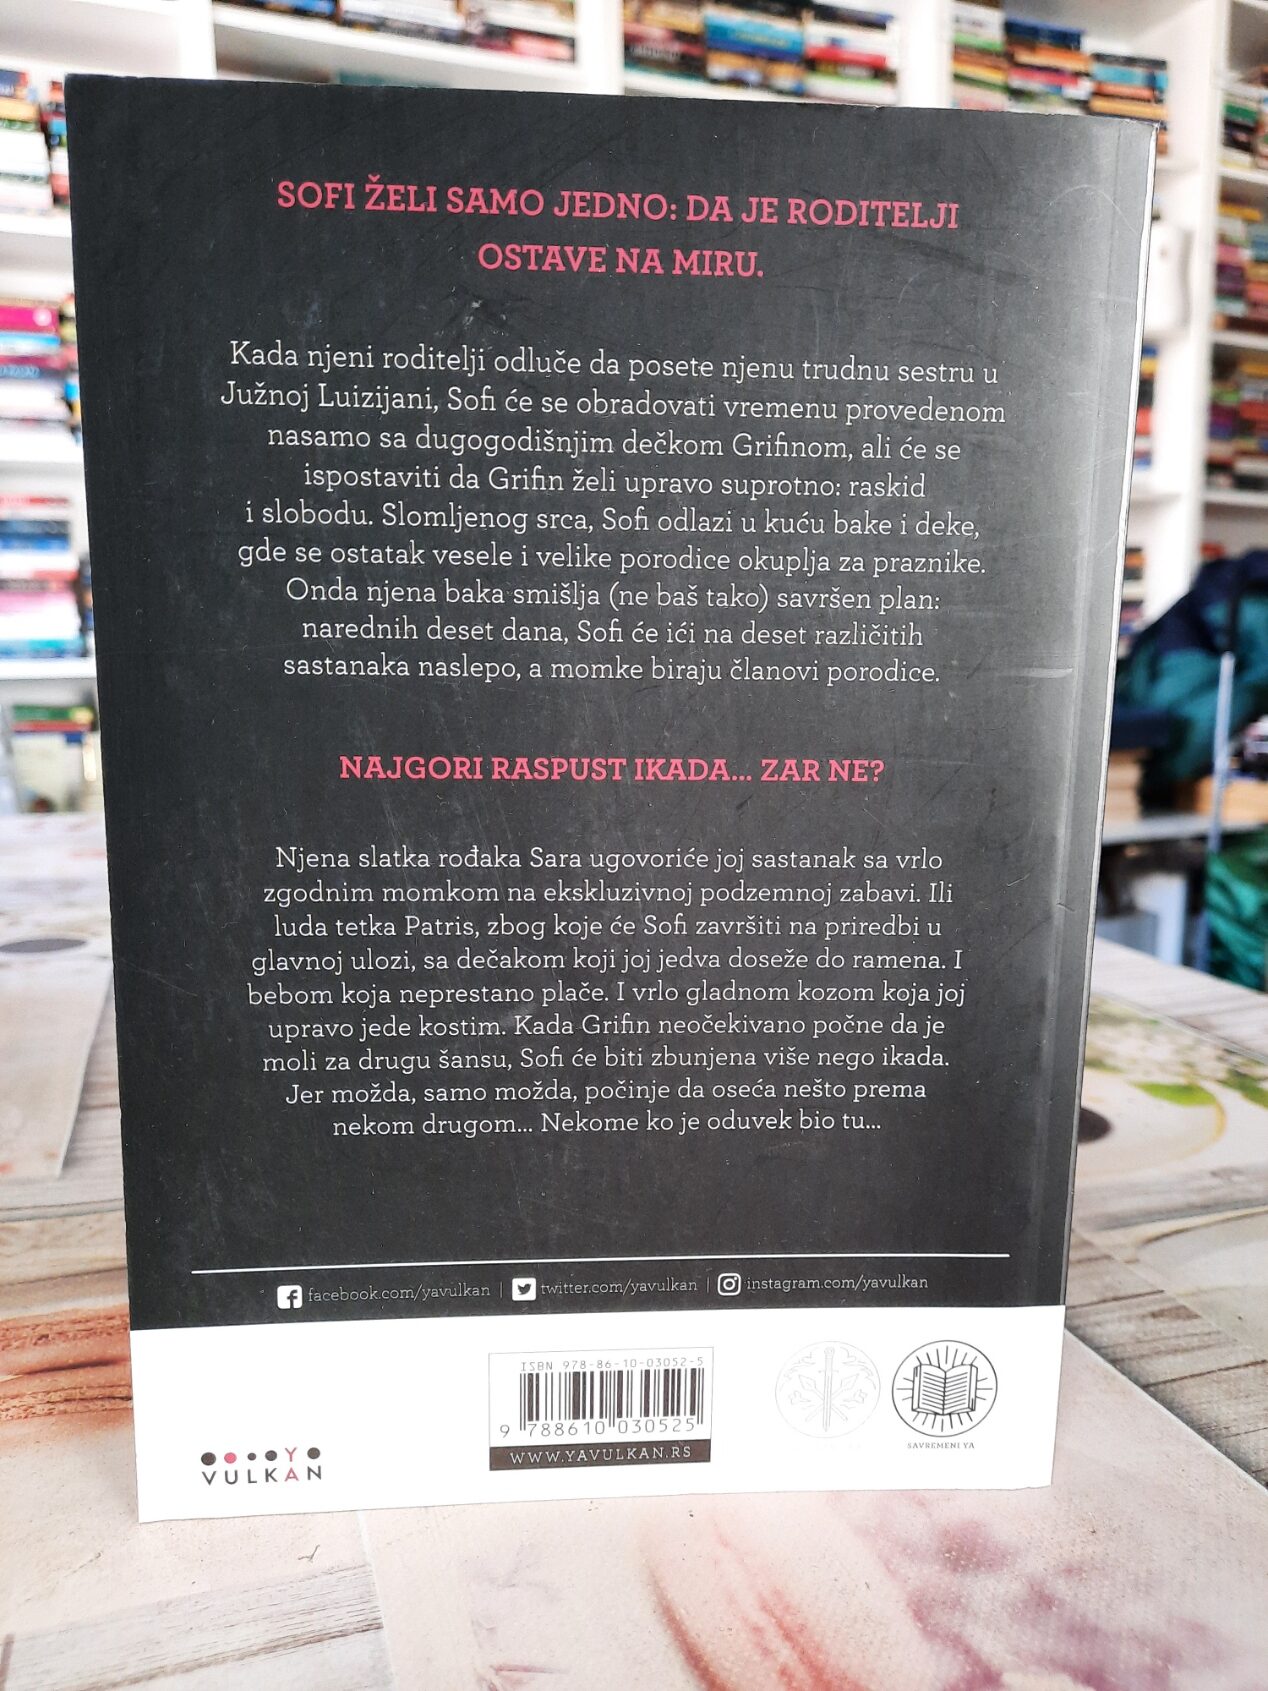 SOFI ŽELI SAMO JEDNO: DA JE RODITELJI
OSTAVE NA MIRU.
Kada njeni roditelji odluče da posete njenu trudnu sestru u
Južnoj Luizijani, Sofi će se obradovati vremenu provedenom
nasamo sa dugogodišnjim dečkom Grifinom, ali će se
ispostaviti da Grifin želi upravo suprotno: raskid
i slobodu. Slomljenog srca, Sofi odlazi u kuću bake i deke,
gde se ostatak vesele i velike porodice okuplja za praznike.
Onda njena baka smišlja (ne baš tako) savršen plan:
narednih deset dana, Sofi će ići na deset različitih
sastanaka naslepo, a momke biraju članovi porodice.
NAJGORI RASPUST IKADA... ZAR NE?
Njena slatka rođaka Sara ugovoriće joj sastanak sa vrlo
zgodnim momkom na ekskluzivnoj podzemnoj zabavi. Ili
luda tetka Patris, zbog koje će Sofi završiti na priredbi u
glavnoj ulozi, sa dečakom koji joj jedva doseže do ramena. I
bebom koja neprestano plače. I vrlo gladnom kozom koja joj
upravo jede kostim. Kada Grifin neočekivano počne da je
moli za drugu šansu, Sofi će biti zbunjena više nego ikada.
Jer možda, samo možda, počinje da oseća nešto prema
nekom drugom... Nekome ko je oduvek bio tu...
facebook.com/yavulkan | twitter.com/yavulkan | instagram.com/yavulkan
ISBN 978-86-10-03052-5
9 788610 030525
WWW.YAVULKAN.RS
SAVREMENI YA
Y
VULKAN